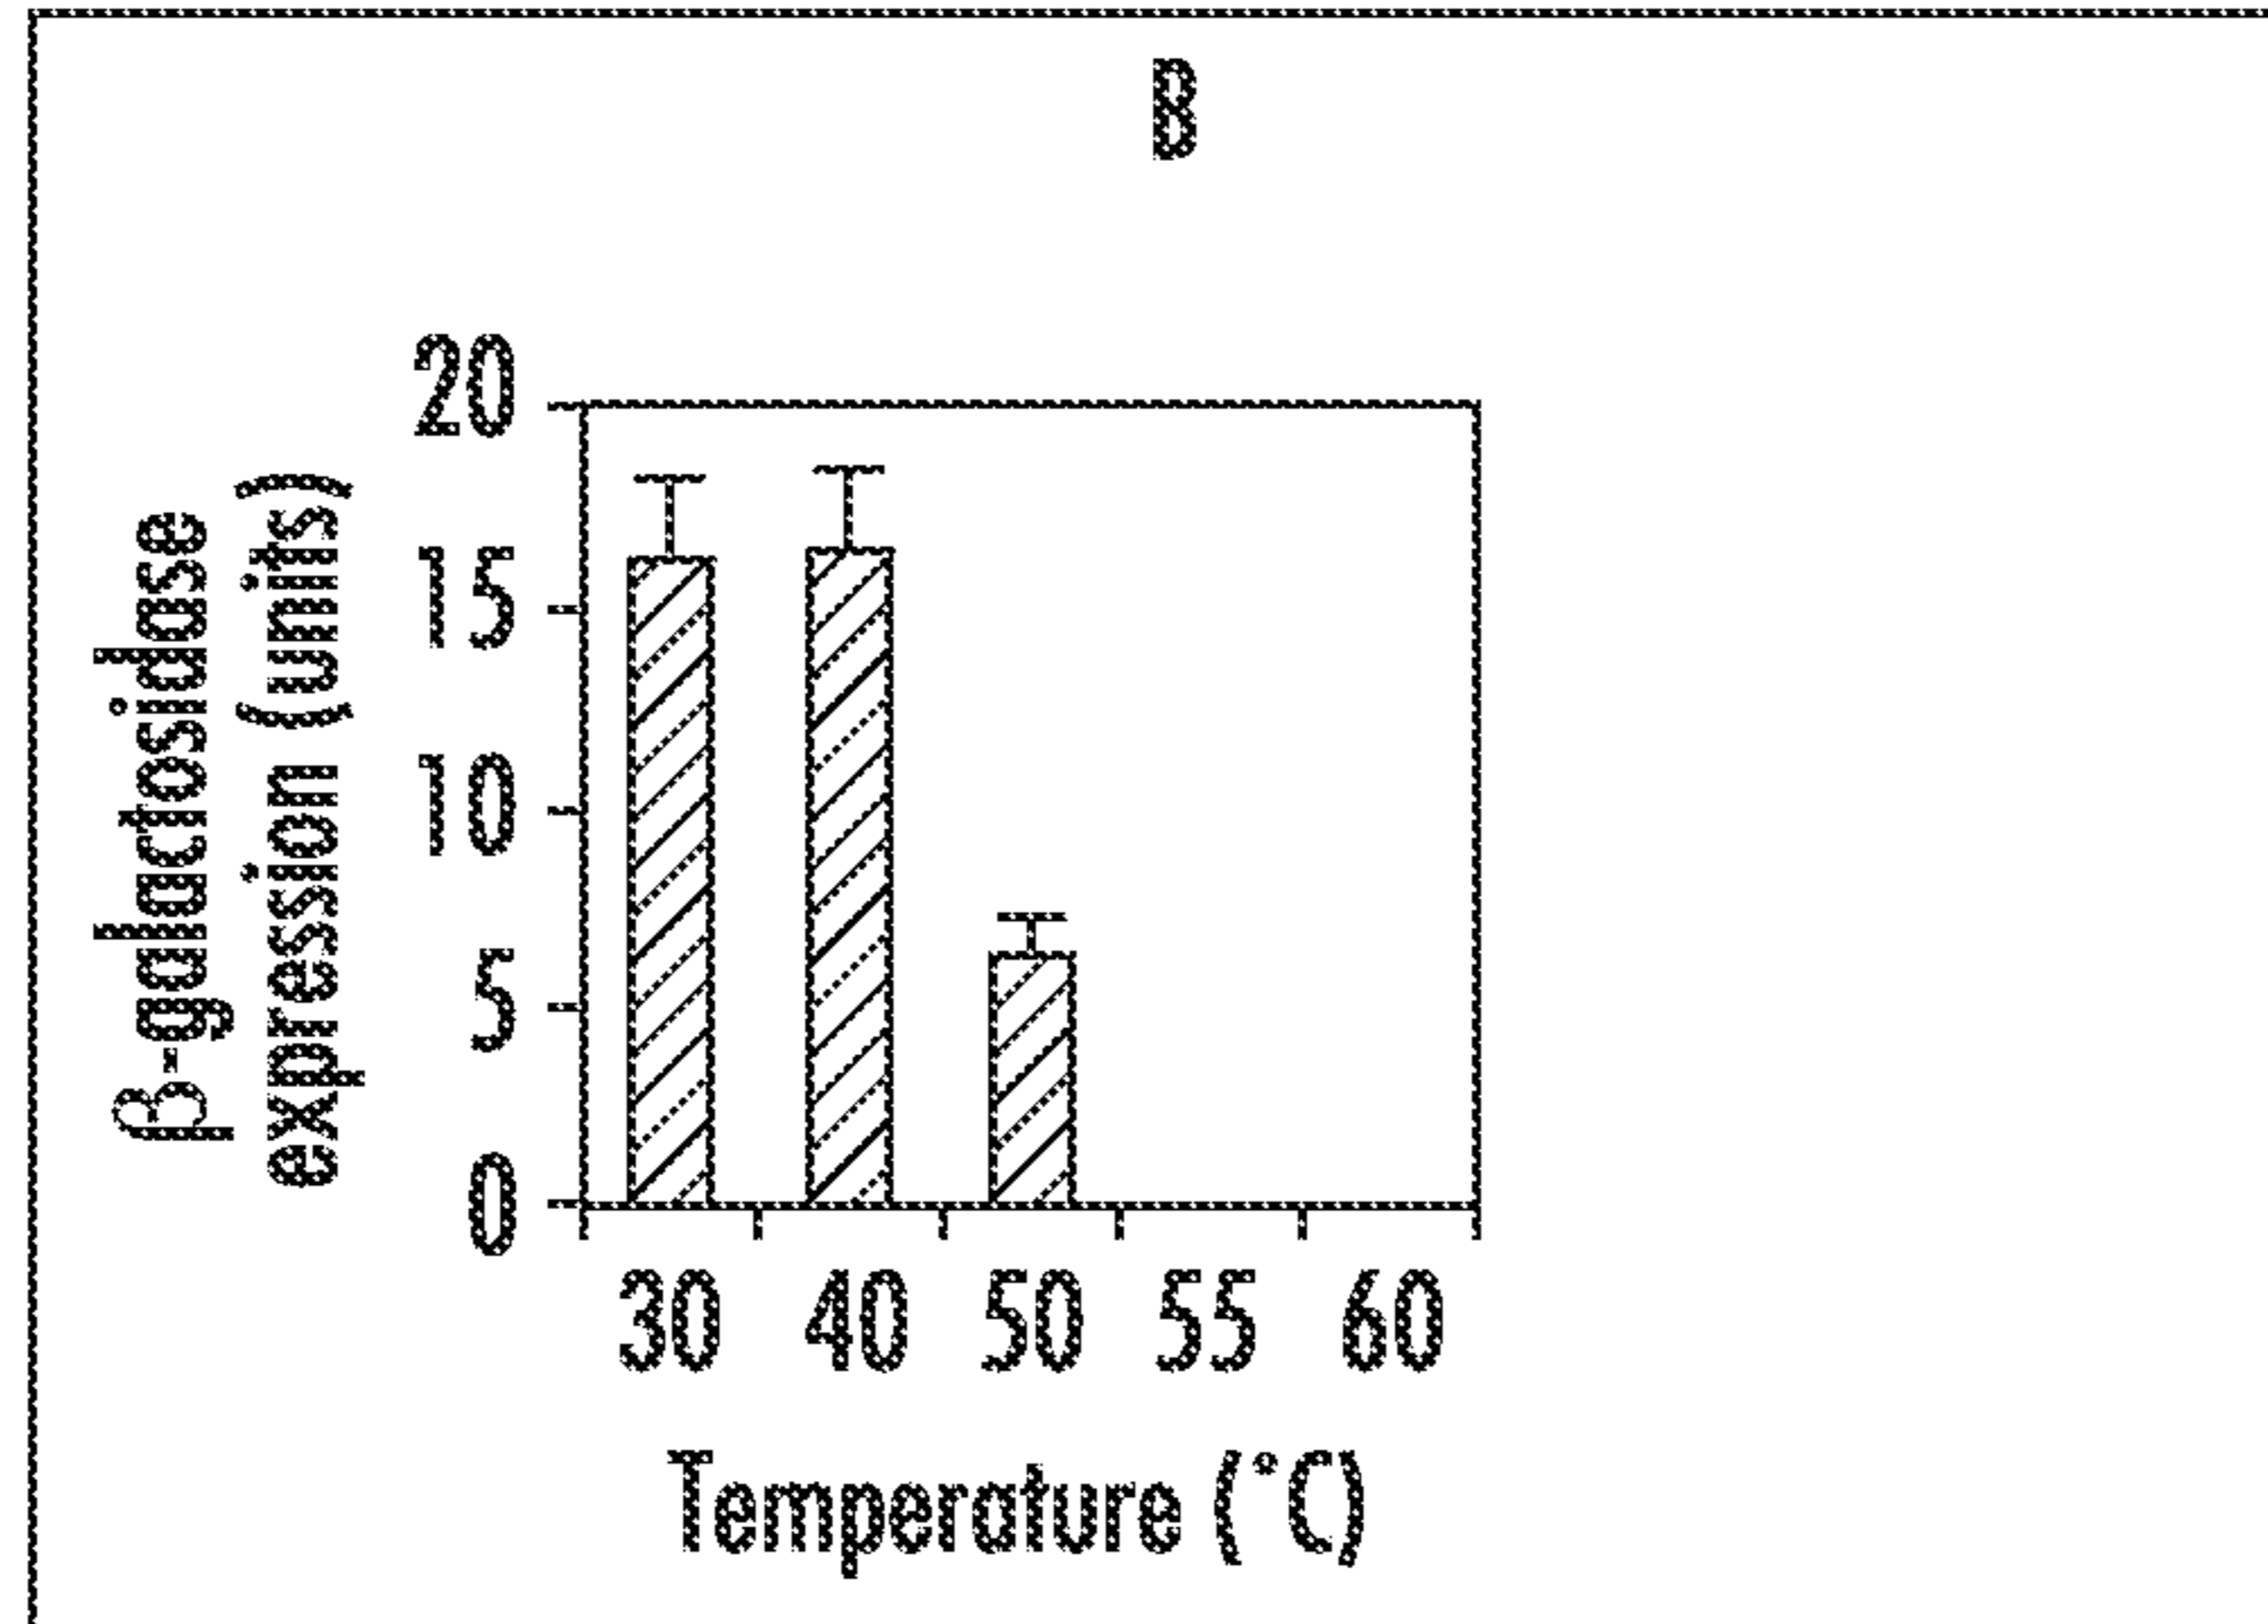 B
β-galactosidase
expression (units)
20
15
10
5
0
30 40 50 55 60
Temperature (°C)